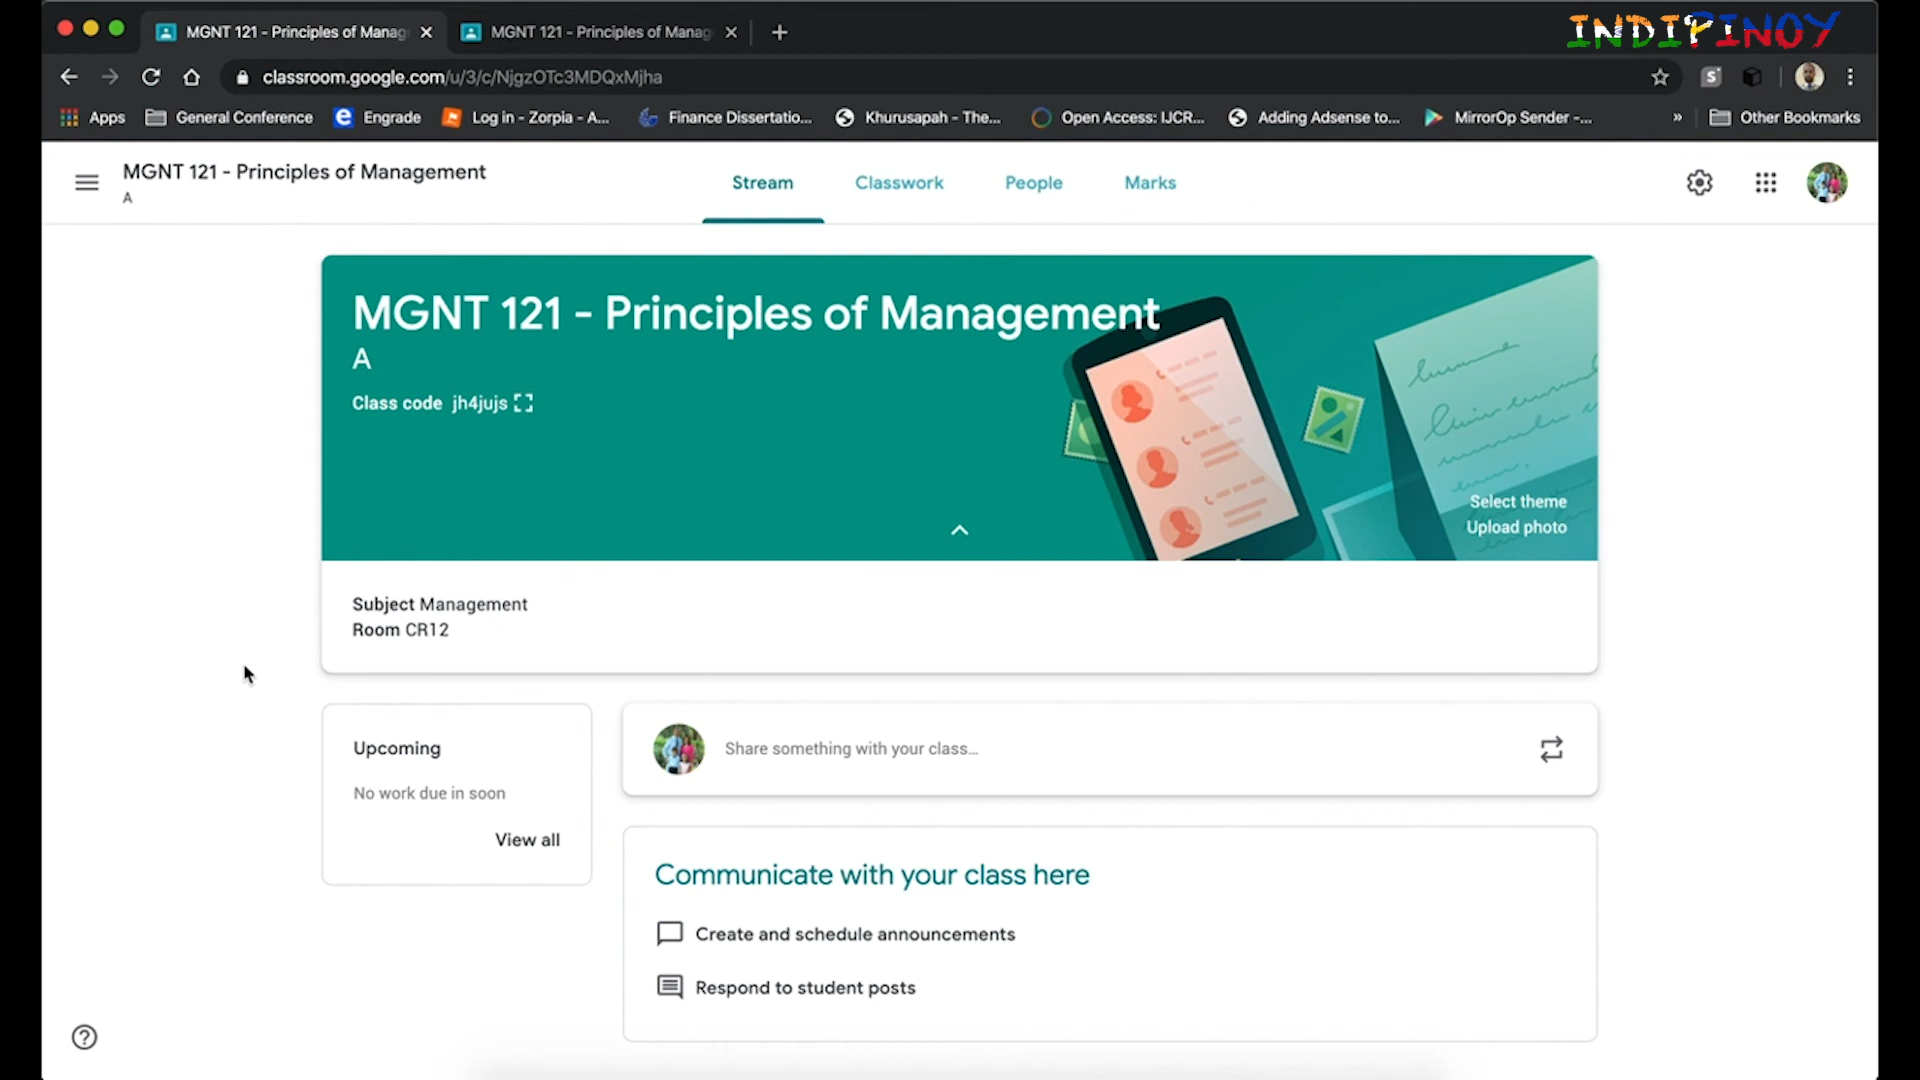 INDIPINOY
MGNT 121 - Principles of Manag
MGNT 121 - Principles of Manag
classroom.google.com/u/3/c/NjgzOTc3MDQxMjha
Apps
General Conference
Engrade
Log in - Zorpia - A...
Finance Dissertatio...
Khurusapah - The...
Open Access: IJCR...
Adding Adsense to...
MirrorOp Sender -...
»
Other Bookmarks
MGNT 121 - Principles of Management
A
Stream
Classwork
People
Marks
MGNT 121 - Principles of Management
A
Class code jh4jujs
Select theme
Upload photo
Subject Management
Room CR12
Upcoming
No work due in soon
View all
Share something with your class...
Communicate with your class here
Create and schedule announcements
Respond to student posts